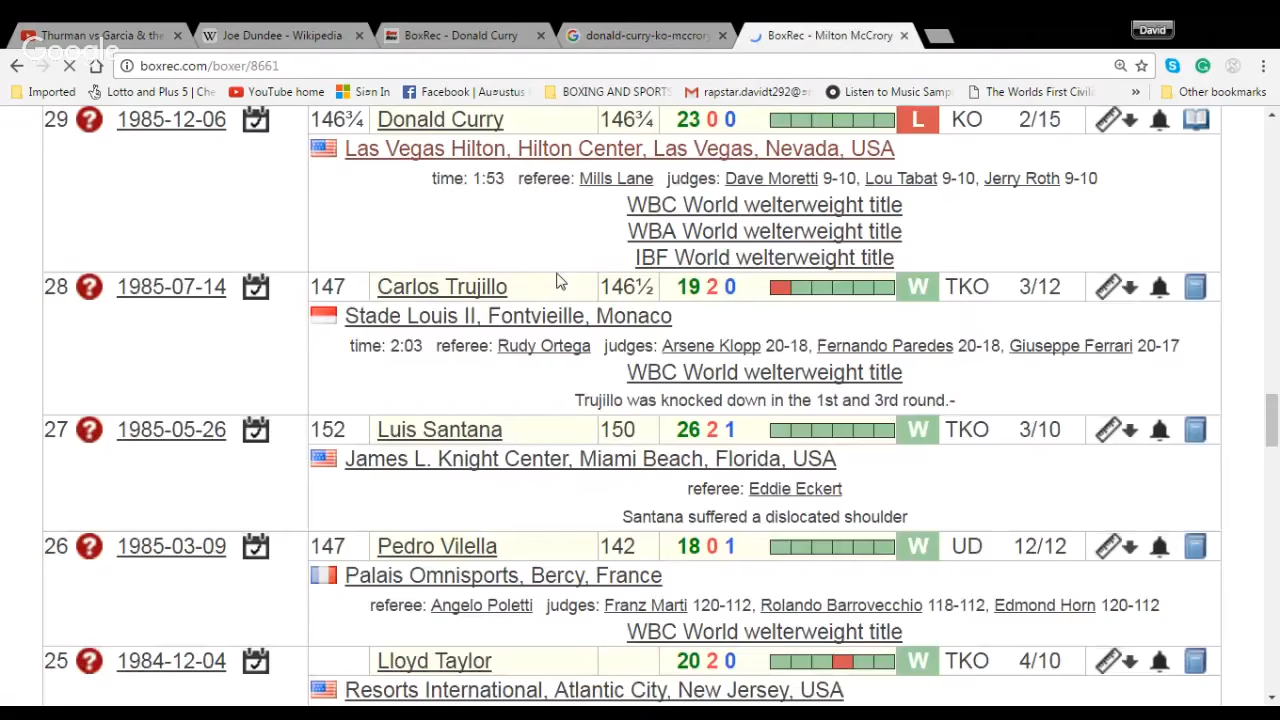 Thurman vs Garcia & the
Joe Dundee - Wikipedia
BoxRec - Donald Curry
donald-curry-ko-mccrory
BoxRec - Milton McCrory
David
Google
boxrec.com/boxer/8661
Imported
Lotto and Plus 5 | Che
YouTube home
Sign In
Facebook | Augustus
BOXING AND SPORTS
rapstar.davidt292@
Listen to Music Samp
The Worlds First Civili
»
Other bookmarks
29 1985-12-06 146¾ Donald Curry 146¾ 23 0 0 L KO 2/15
Las Vegas Hilton, Hilton Center, Las Vegas, Nevada, USA
time: 1:53 referee: Mills Lane judges: Dave Moretti 9-10, Lou Tabat 9-10, Jerry Roth 9-10
WBC World welterweight title
WBA World welterweight title
IBF World welterweight title
28 1985-07-14 147 Carlos Trujillo 146½ 19 2 0 W TKO 3/12
Stade Louis II, Fontvieille, Monaco
time: 2:03 referee: Rudy Ortega judges: Arsene Klopp 20-18, Fernando Paredes 20-18, Giuseppe Ferrari 20-17
WBC World welterweight title
Trujillo was knocked down in the 1st and 3rd round.-
27 1985-05-26 152 Luis Santana 150 26 2 1 W TKO 3/10
James L. Knight Center, Miami Beach, Florida, USA
referee: Eddie Eckert
Santana suffered a dislocated shoulder
26 1985-03-09 147 Pedro Vilella 142 18 0 1 W UD 12/12
Palais Omnisports, Bercy, France
referee: Angelo Poletti judges: Franz Marti 120-112, Rolando Barrovecchio 118-112, Edmond Horn 120-112
WBC World welterweight title
25 1984-12-04 Lloyd Taylor 20 2 0 W TKO 4/10
Resorts International, Atlantic City, New Jersey, USA